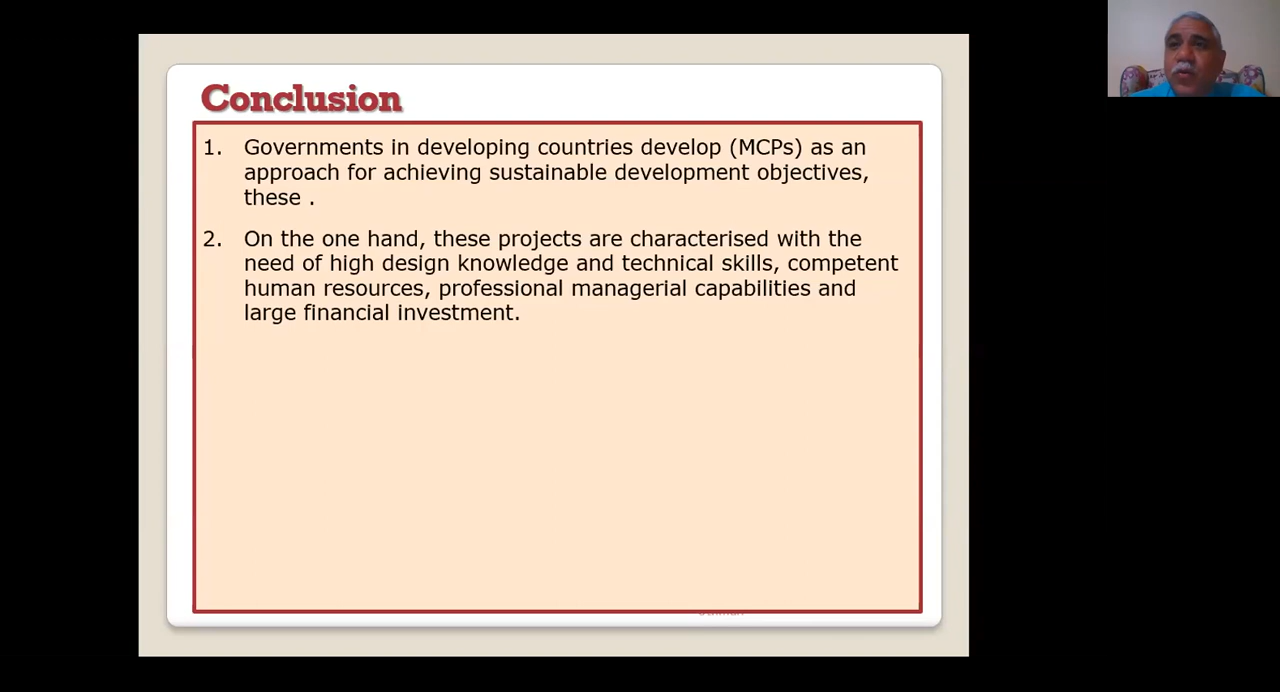 Conclusion
1. Governments in developing countries develop (MCPs) as an
approach for achieving sustainable development objectives,
these .
2. On the one hand, these projects are characterised with the
need of high design knowledge and technical skills, competent
human resources, professional managerial capabilities and
large financial investment.